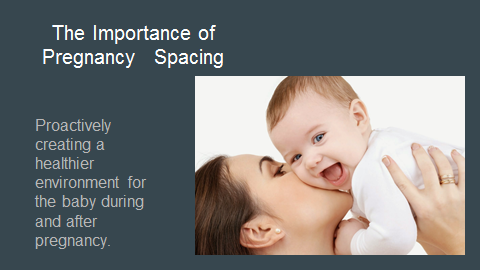 The Importance of
Pregnancy Spacing
Proactively
creating a
healthier
environment for
the baby during
and after
pregnancy.